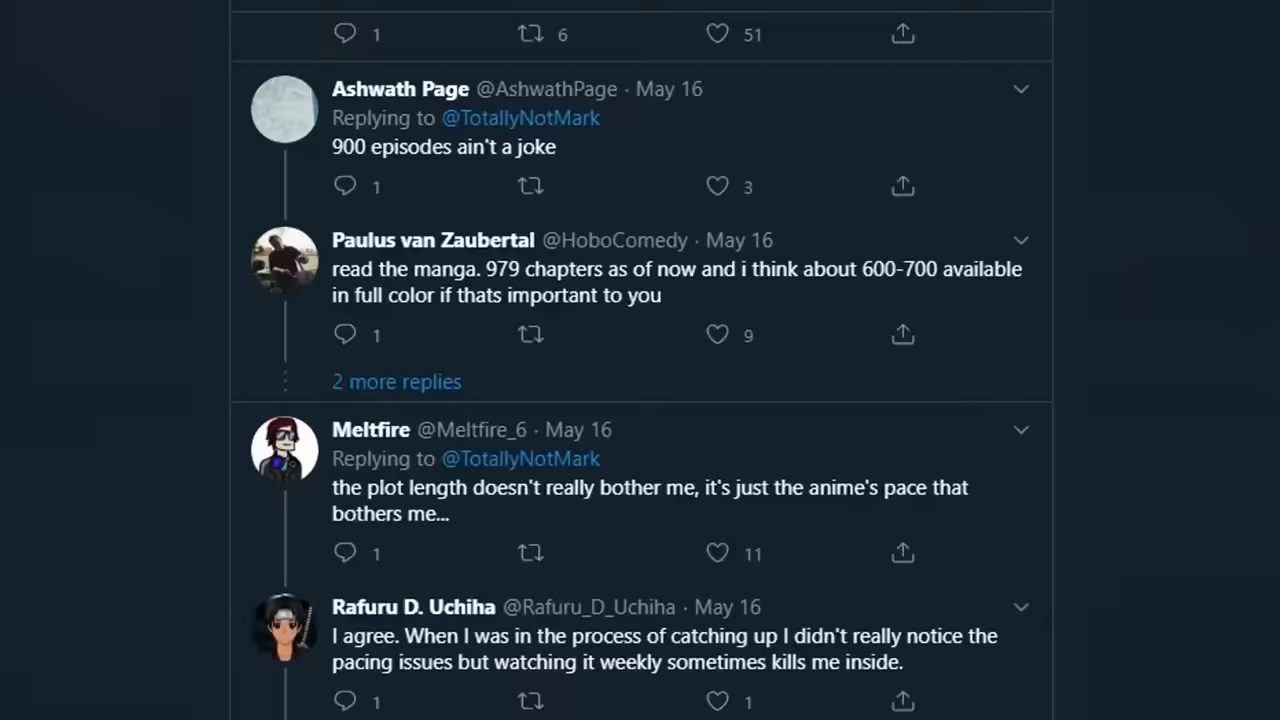 1 6 51
Ashwath Page @AshwathPage · May 16
Replying to @TotallyNotMark
900 episodes ain't a joke
1 3
Paulus van Zaubertal @HoboComedy · May 16
read the manga. 979 chapters as of now and i think about 600-700 available
in full color if thats important to you
1 9
2 more replies
Meltfire @Meltfire_6 · May 16
Replying to @TotallyNotMark
the plot length doesn't really bother me, it's just the anime's pace that
bothers me...
1 11
Rafuru D. Uchiha @Rafuru_D_Uchiha · May 16
I agree. When I was in the process of catching up I didn't really notice the
pacing issues but watching it weekly sometimes kills me inside.
1 1